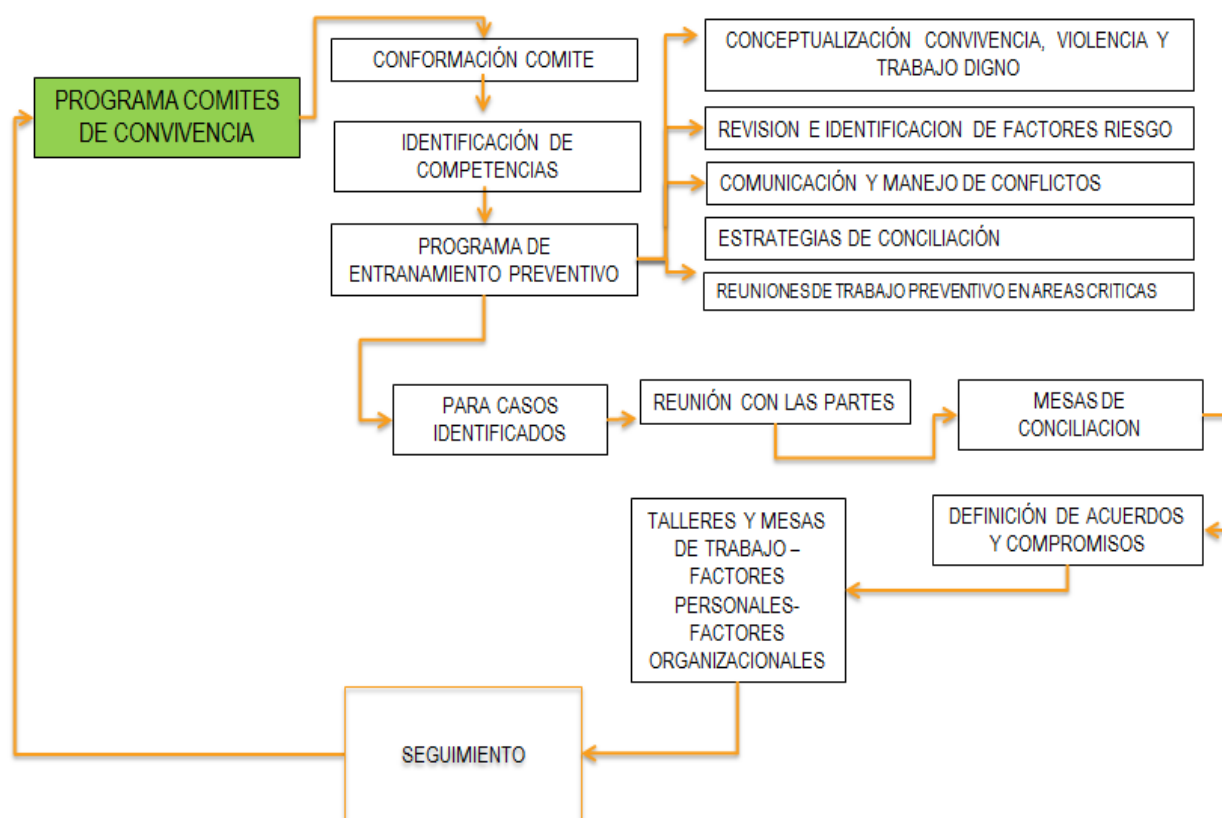 PROGRAMA COMITES
DE CONVIVENCIA
CONFORMACIÓN COMITE
IDENTIFICACIÓN DE
COMPETENCIAS
PROGRAMA DE
ENTRANAMIENTO PREVENTIVO
CONCEPTUALIZACIÓN CONVIVENCIA, VIOLENCIA Y
TRABAJO DIGNO
REVISION E IDENTIFICACION DE FACTORES RIESGO
COMUNICACIÓN Y MANEJO DE CONFLICTOS
ESTRATEGIAS DE CONCILIACIÓN
REUNIONES DE TRABAJO PREVENTIVO EN AREAS CRITICAS
PARA CASOS
IDENTIFICADOS
REUNIÓN CON LAS PARTES
MESAS DE
CONCILIACION
DEFINICIÓN DE ACUERDOS
Y COMPROMISOS
TALLERES Y MESAS
DE TRABAJO –
FACTORES
PERSONALES-
FACTORES
ORGANIZACIONALES
SEGUIMIENTO